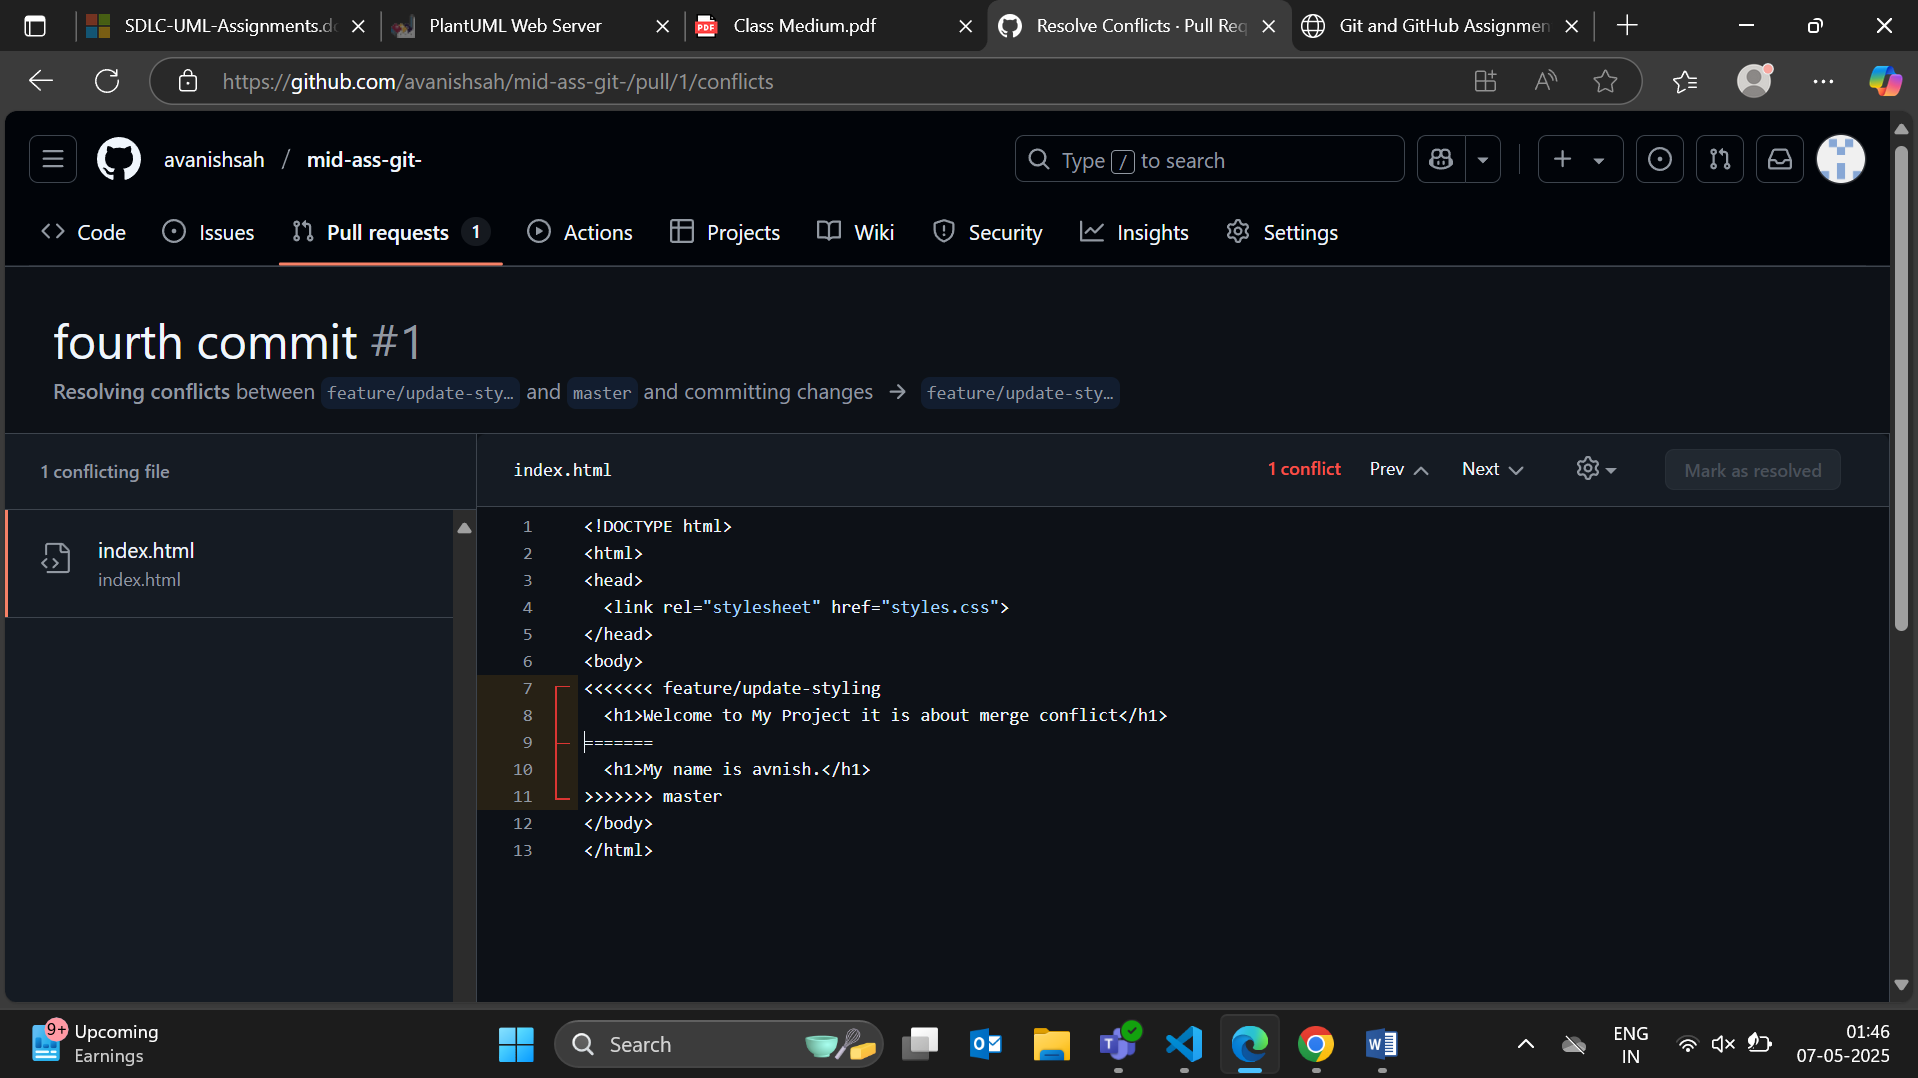 SDLC-UML-Assignments.do
PlantUML Web Server
PDF
Class Medium.pdf
Resolve Conflicts · Pull Req
Git and GitHub Assignmen
https://github.com/avanishsah/mid-ass-git-/pull/1/conflicts
avanishsah / mid-ass-git-
Type / to search
Code
Issues
Pull requests 1
Actions
Projects
Wiki
Security
Insights
Settings
fourth commit #1
Resolving conflicts between feature/update-sty… and master and committing changes → feature/update-sty…
1 conflicting file
index.html
index.html
index.html
1 conflict Prev Next
Mark as resolved
1 <!DOCTYPE html>
2 <html>
3 <head>
4 <link rel="stylesheet" href="styles.css">
5 </head>
6 <body>
7 <<<<<<< feature/update-styling
8 <h1>Welcome to My Project it is about merge conflict</h1>
9 =======
10 <h1>My name is avnish.</h1>
11 >>>>>>> master
12 </body>
13 </html>
9+
Upcoming
Earnings
Search
ENG
IN
01:46
07-05-2025